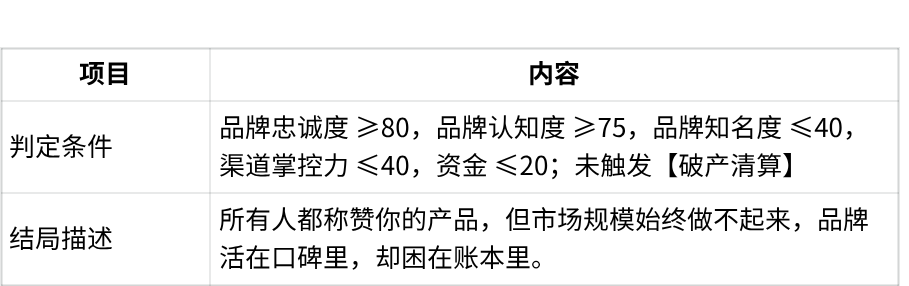 项目 内容
判定条件
品牌忠诚度 ≥80，品牌认知度 ≥75，品牌知名度 ≤40，
渠道掌控力 ≤40，资金 ≤20；未触发【破产清算】
结局描述
所有人都称赞你的产品，但市场规模始终做不起来，品牌
活在口碑里，却困在账本里。